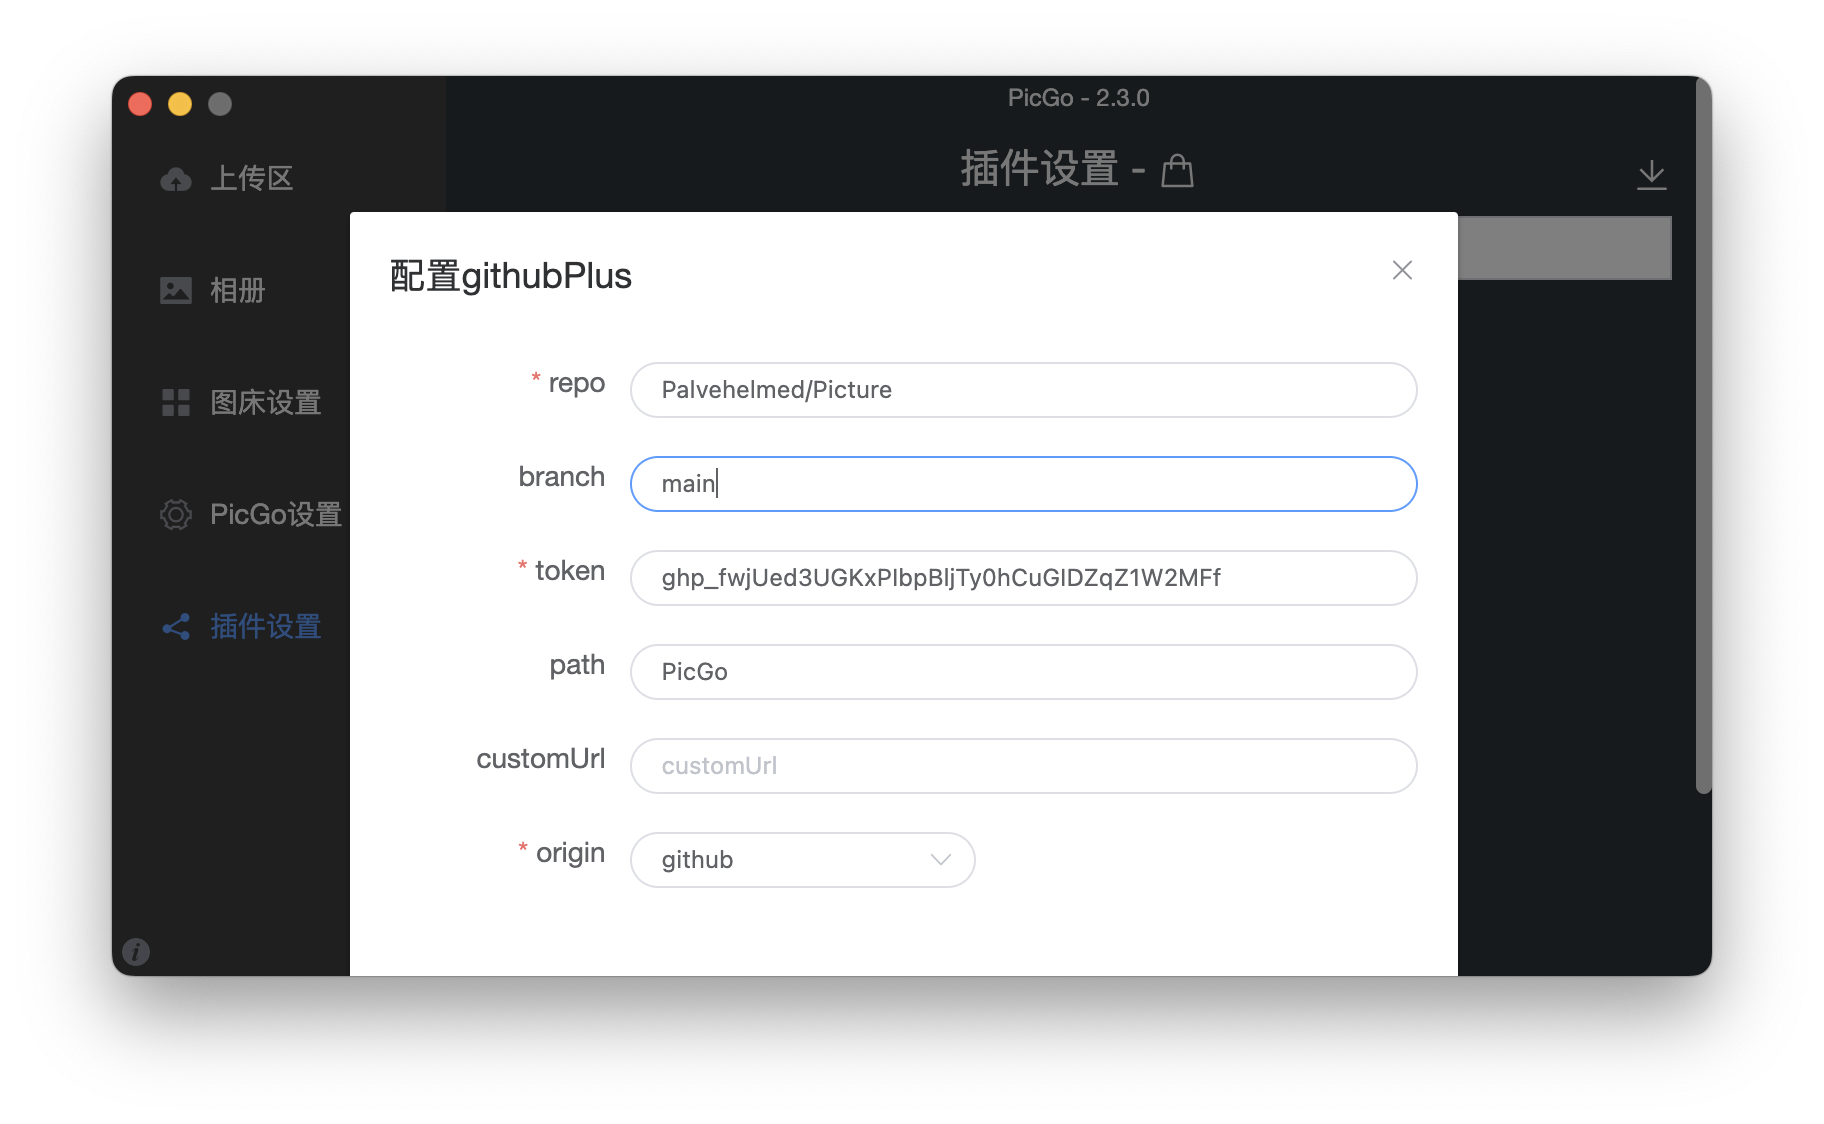 PicGo - 2.3.0
插件设置 -
上传区
相册
图床设置
PicGo设置
插件设置
配置githubPlus
* repo
Palvehelmed/Picture
branch
main
* token
path
PicGo
customUrl
customUrl
* origin
github